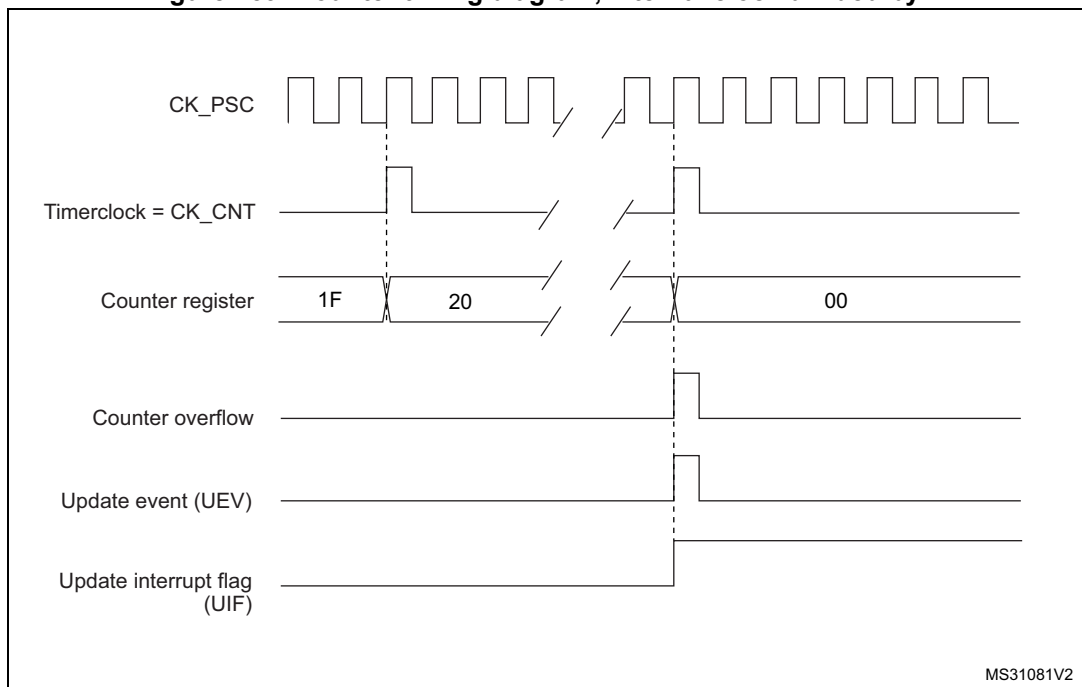 CK_PSC
Timerclock = CK_CNT
Counter register
1F
20
00
Counter overflow
Update event (UEV)
Update interrupt flag
(UIF)
MS31081V2